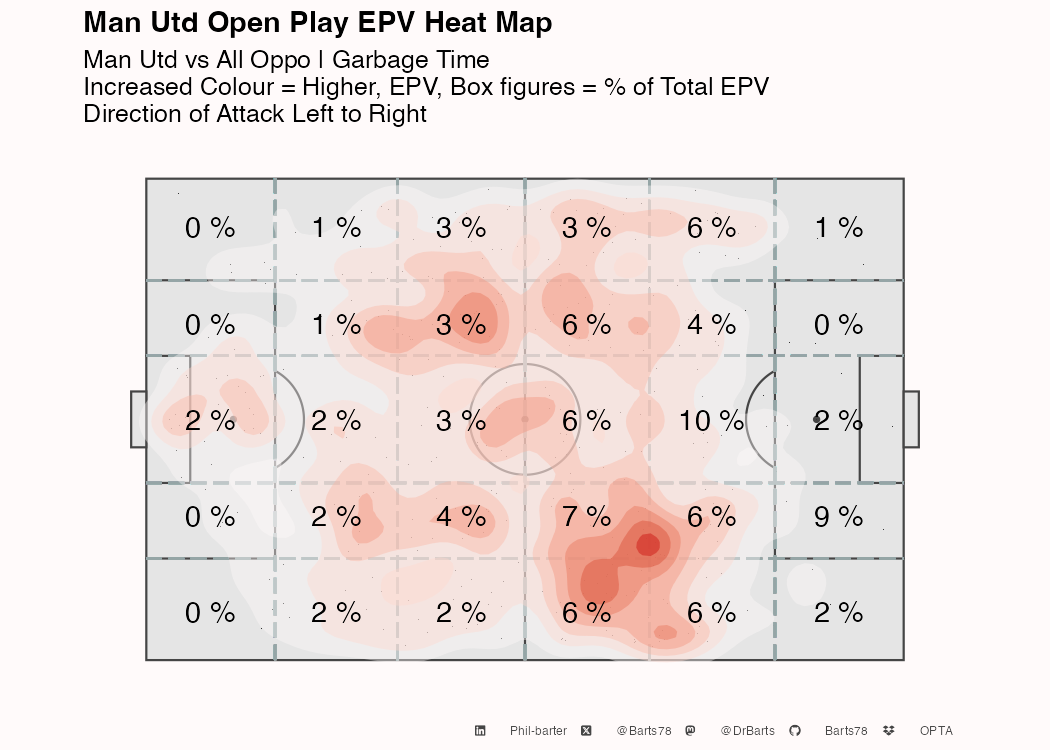 Man Utd Open Play EPV Heat Map
Man Utd vs All Oppo | Garbage Time
Increased Colour = Higher, EPV, Box figures = % of Total EPV
Direction of Attack Left to Right
0 % 1 % 3 % 3 % 6 % 1 %
0 % 1 % 3 % 6 % 4 % 0 %
2 % 2 % 3 % 6 % 10 % 2 %
0 % 2 % 4 % 7 % 6 % 9 %
0 % 2 % 2 % 6 % 6 % 2 %
Phil-barter @Barts78 @DrBarts Barts78 OPTA